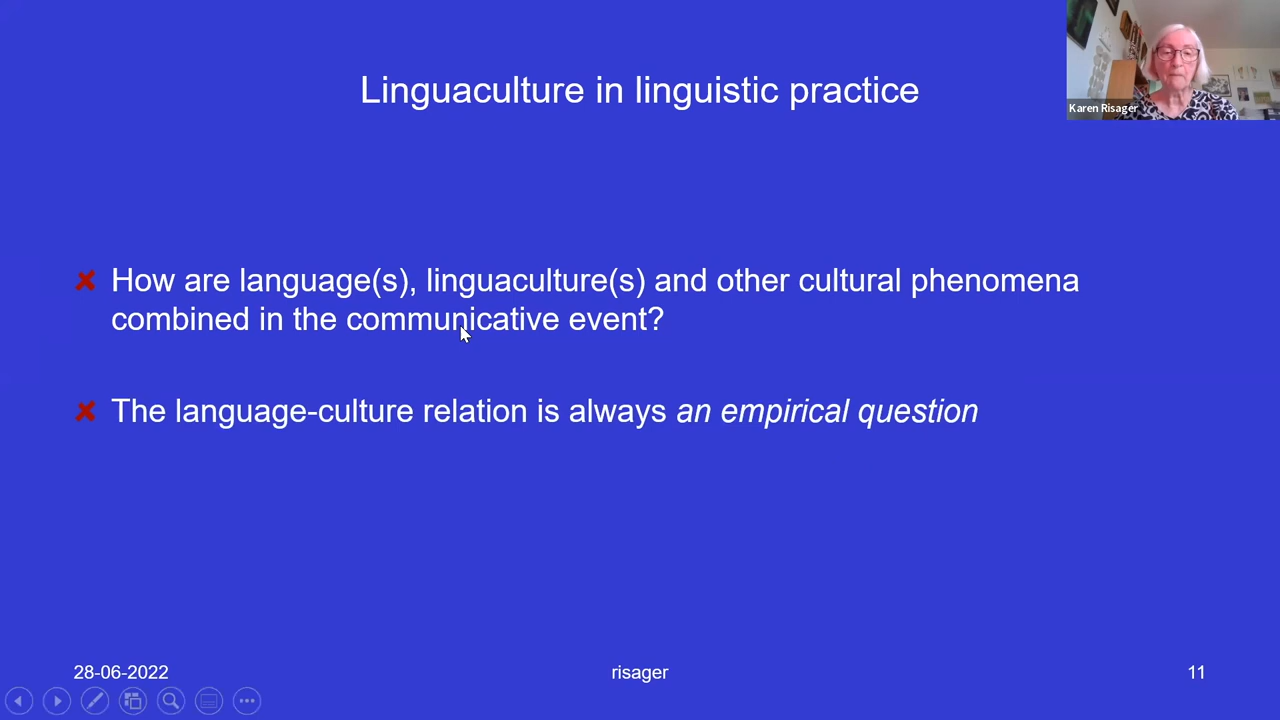 Linguaculture in linguistic practice
Karen Risager
How are language(s), linguaculture(s) and other cultural phenomena
combined in the communicative event?
The language-culture relation is always an empirical question
28-06-2022
risager
11